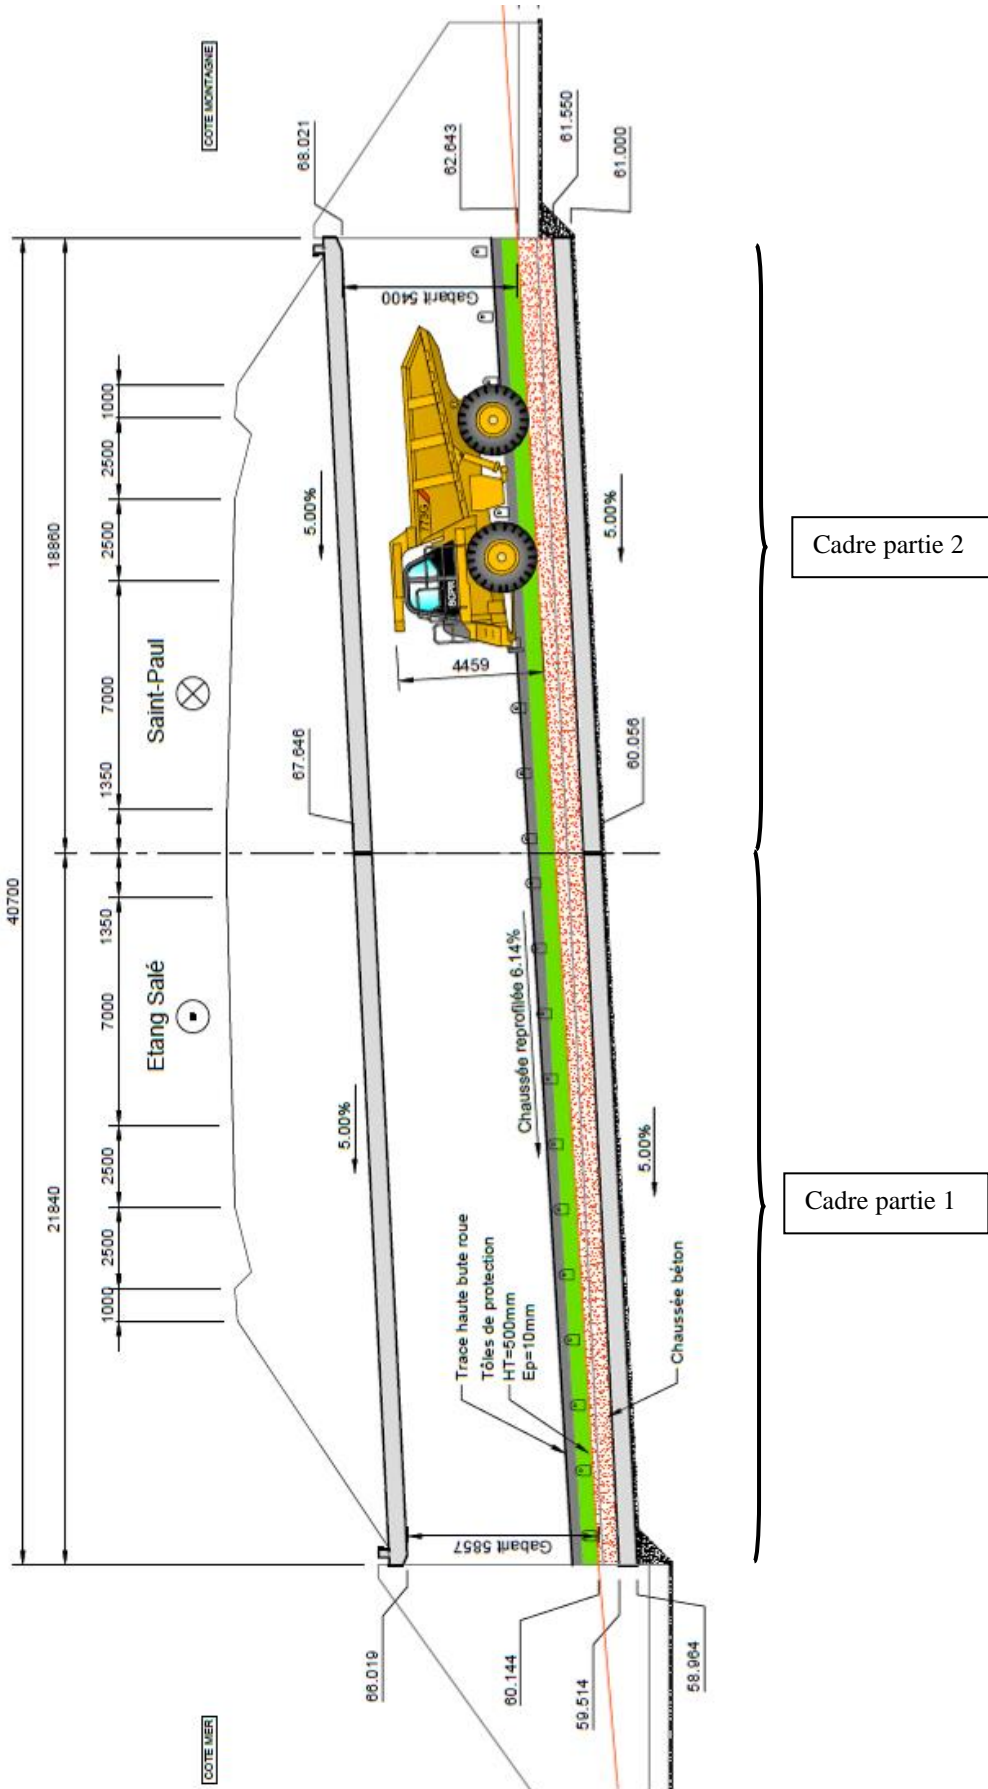 COTE MONTAGNE
68.021
62.643
61.550
61.000
40700
18860
21840
1000
2500
2500
7000
1350
1350
7000
2500
2500
1000
Saint-Paul
Etang Salé
5.00%
5.00%
5.00%
5.00%
Gabarit 5400
773G
4459
67.646
60.056
Chaussée reprofilée 6.14%
Trace haute bute roue
Tôles de protection
HT=500mm
Ep=10mm
Chaussée béton
Gabarit 5857
66.019
60.144
59.514
58.964
COTE MER
Cadre partie 2
Cadre partie 1